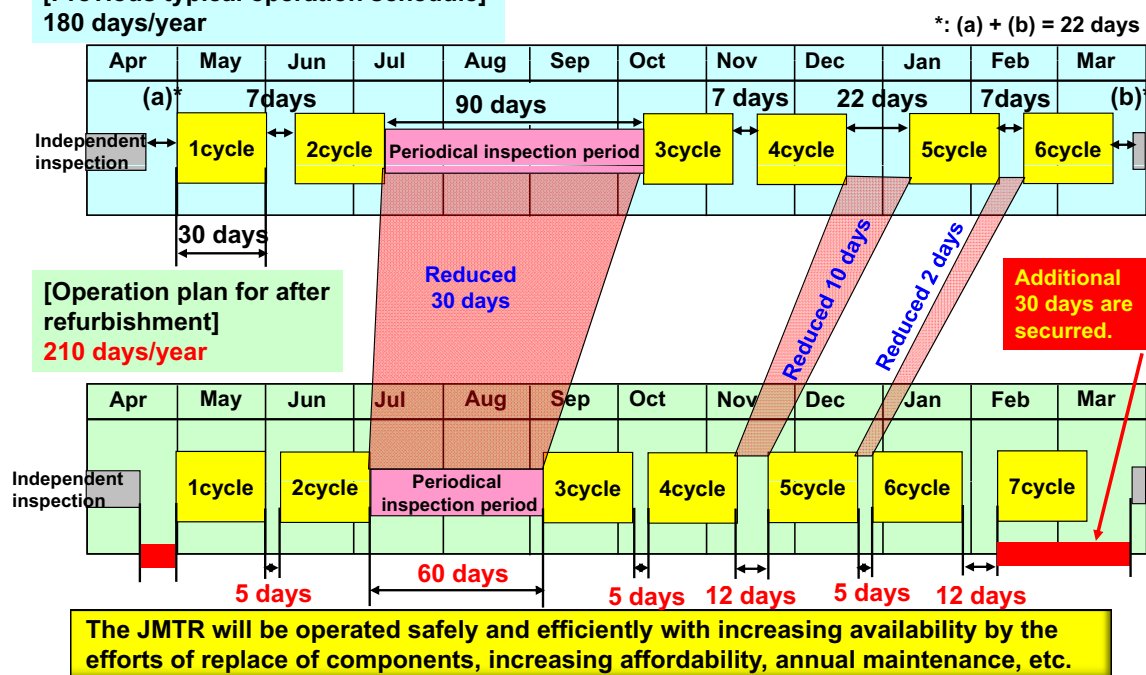 [Previous typical operation schedule]
180 days/year
*: (a) + (b) = 22 days
Apr May Jun Jul Aug Sep Oct Nov Dec Jan Feb Mar
(a)* 7days 90 days 7 days 22 days 7days (b)*
Independent
inspection
1cycle 2cycle Periodical inspection period 3cycle 4cycle 5cycle 6cycle
30 days
Reduced
30 days
Reduced 10 days
Reduced 2 days
[Operation plan for after
refurbishment]
210 days/year
Additional
30 days are
securred.
Apr May Jun Jul Aug Sep Oct Nov Dec Jan Feb Mar
Independent
inspection
1cycle 2cycle Periodical
inspection period 3cycle 4cycle 5cycle 6cycle 7cycle
5 days 60 days 5 days 12 days 5 days 12 days
The JMTR will be operated safely and efficiently with increasing availability by the
efforts of replace of components, increasing affordability, annual maintenance, etc.